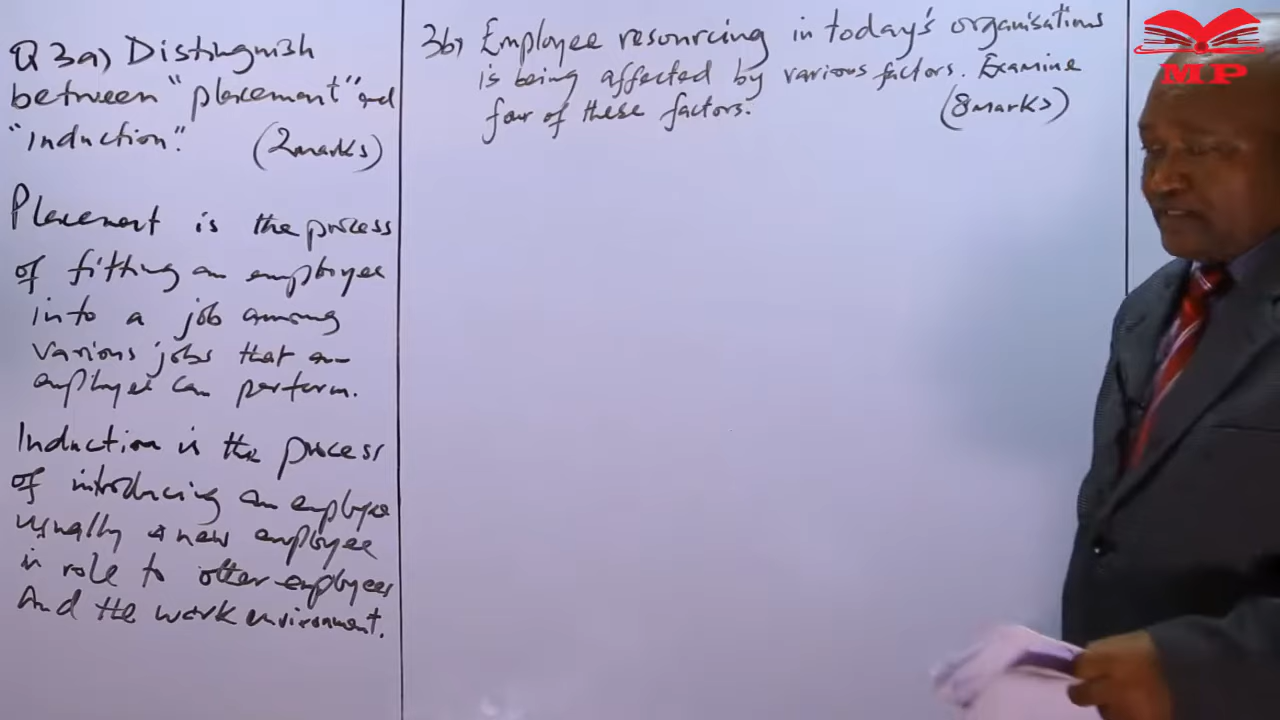 Q 3a) Distinguish
between "placement" and
"induction".
(2marks)
Placement is the process
of fitting an employee
into a job among
various jobs that an
employee can perform.
Induction is the process
of introducing an employee
usually a new employee
in role to other employees
And the work environment.
3b) Employee resourcing in today's organisations
is being affected by various factors. Examine
four of these factors. (8marks)
MP